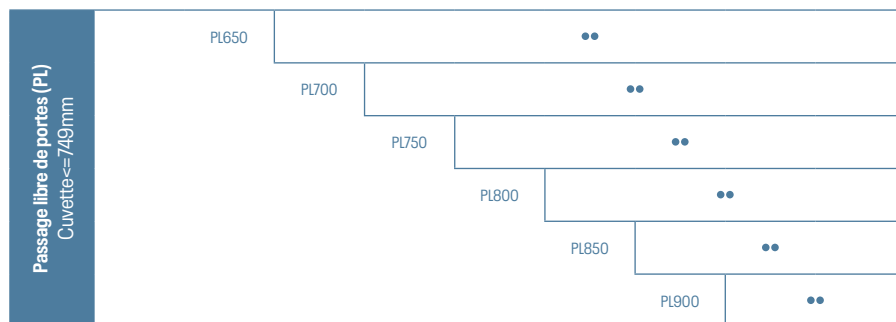 Passage libre de portes (PL)
Cuvette<=749mm
PL650
PL700
PL750
PL800
PL850
PL900